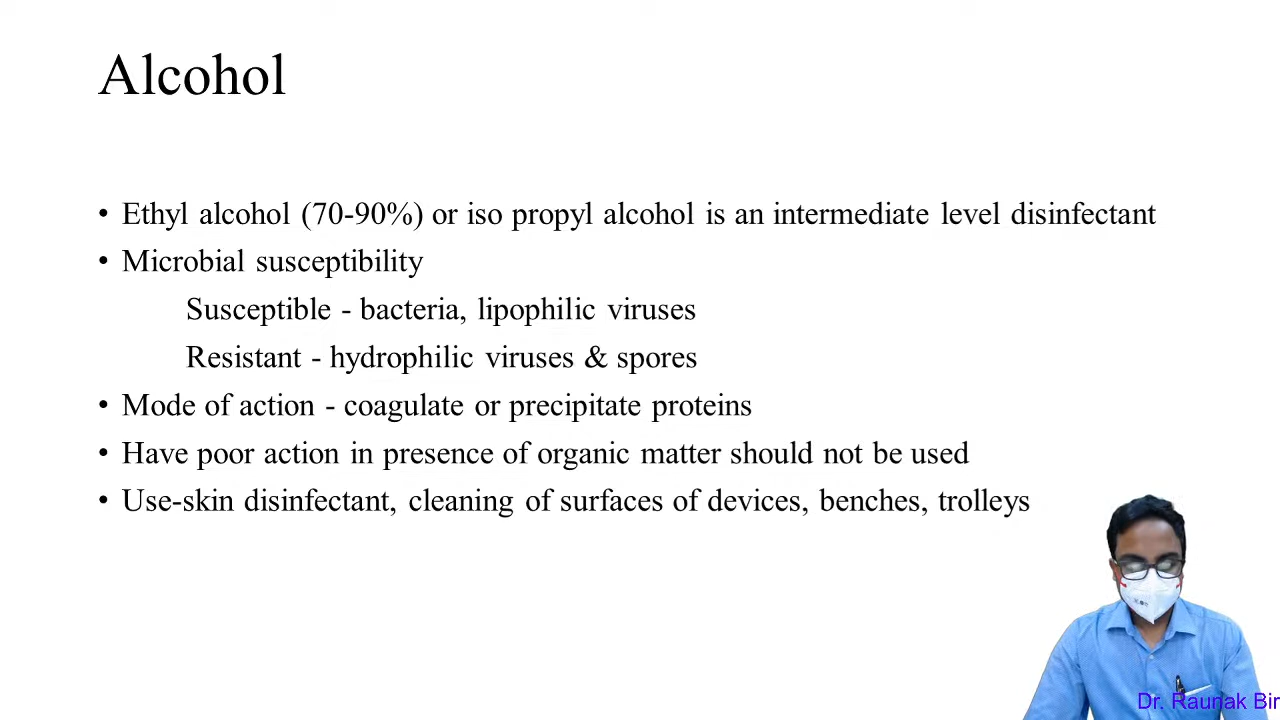 Alcohol
• Ethyl alcohol (70-90%) or iso propyl alcohol is an intermediate level disinfectant
• Microbial susceptibility
Susceptible - bacteria, lipophilic viruses
Resistant - hydrophilic viruses & spores
• Mode of action - coagulate or precipitate proteins
• Have poor action in presence of organic matter should not be used
• Use-skin disinfectant, cleaning of surfaces of devices, benches, trolleys
Dr. Raunak Bir